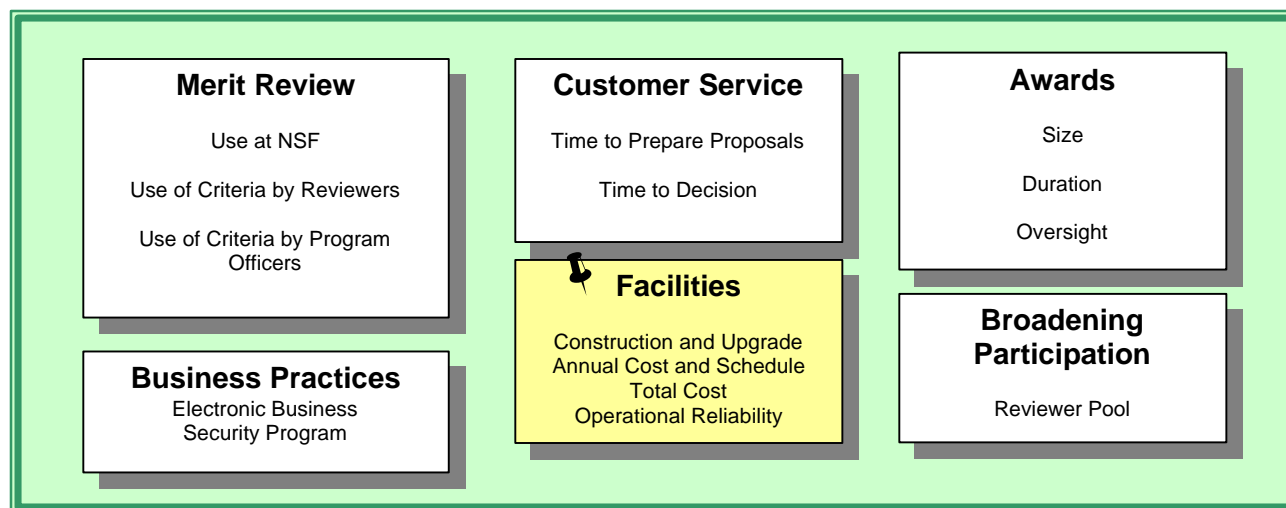 Merit Review
Use at NSF
Use of Criteria by Reviewers
Use of Criteria by Program
Officers
Business Practices
Electronic Business
Security Program
Customer Service
Time to Prepare Proposals
Time to Decision
Facilities
Construction and Upgrade
Annual Cost and Schedule
Total Cost
Operational Reliability
Awards
Size
Duration
Oversight
Broadening
Participation
Reviewer Pool